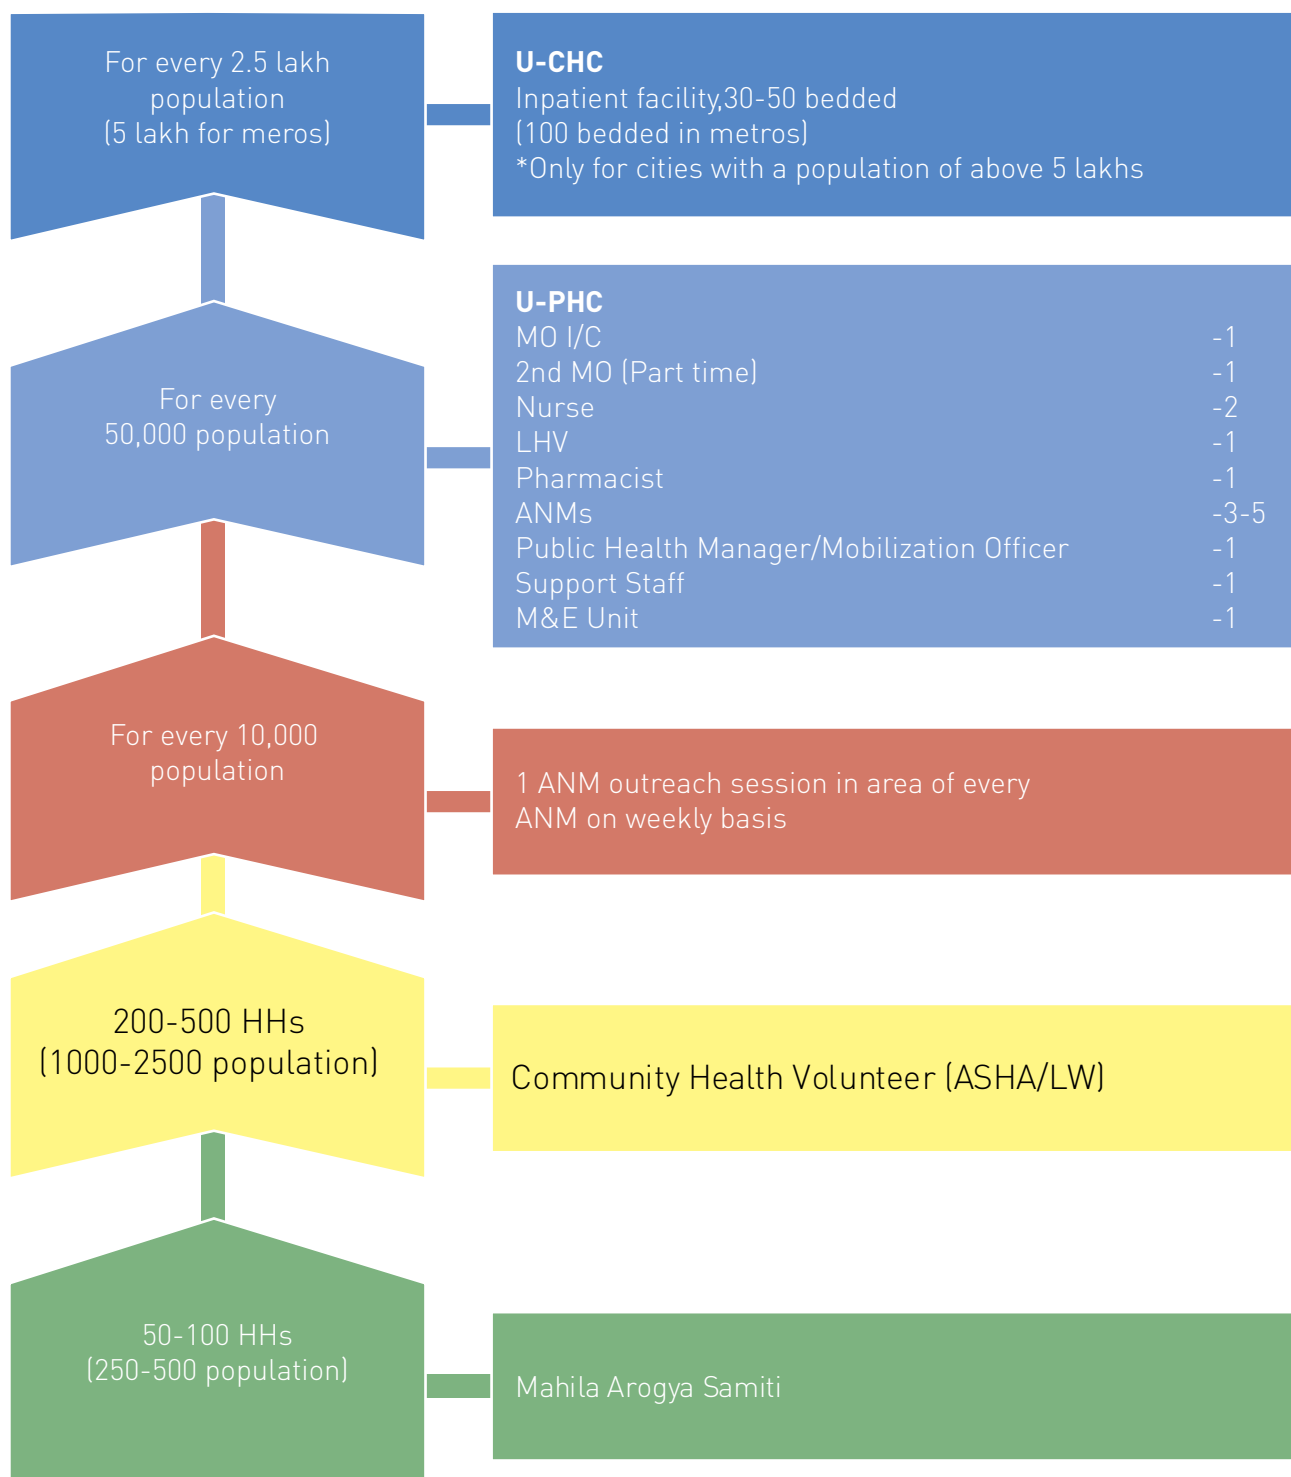 For every 2.5 lakh
population
(5 lakh for meros)
U-CHC
Inpatient facility,30-50 bedded
(100 bedded in metros)
*Only for cities with a population of above 5 lakhs
For every
50,000 population
U-PHC
MO I/C -1
2nd MO (Part time) -1
Nurse -2
LHV -1
Pharmacist -1
ANMs -3-5
Public Health Manager/Mobilization Officer -1
Support Staff -1
M&E Unit -1
For every 10,000
population
1 ANM outreach session in area of every
ANM on weekly basis
200-500 HHs
(1000-2500 population)
Community Health Volunteer (ASHA/LW)
50-100 HHs
(250-500 population)
Mahila Arogya Samiti